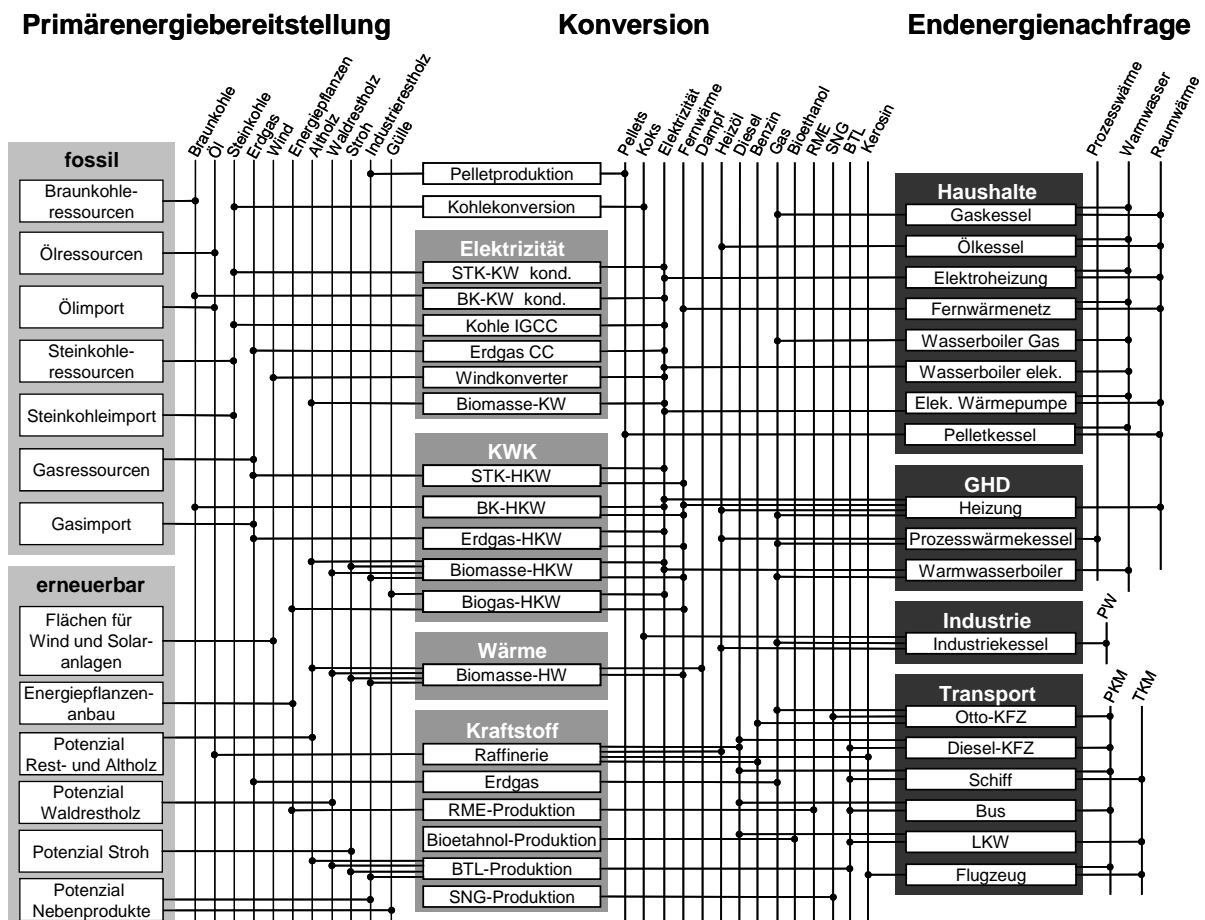 Primärenergiebereitstellung
Konversion
Endenergienachfrage
Braunkohle
Öl
Steinkohle
Erdgas
Wind
Energiepflanzen
Altholz
Waldrestholz
Stroh
Industrierestholz
Gülle
Pellets
Koks
Elektrizität
Fernwärme
Dampf
Heizöl
Diesel
Benzin
Gas
Bioethanol
RME
SNG
BTL
Kerosin
Prozesswärme
Warmwasser
Raumwärme
fossil
Braunkohle-
ressourcen
Ölressourcen
Ölimport
Steinkohle-
ressourcen
Steinkohleimport
Gasressourcen
Gasimport
erneuerbar
Flächen für
Wind und Solar-
anlagen
Energiepflanzen-
anbau
Potenzial
Rest- und Altholz
Potenzial
Waldrestholz
Potenzial Stroh
Potenzial
Nebenprodukte
Pelletproduktion
Kohlekonversion
Elektrizität
STK-KW kond.
BK-KW kond.
Kohle IGCC
Erdgas CC
Windkonverter
Biomasse-KW
KWK
STK-HKW
BK-HKW
Erdgas-HKW
Biomasse-HKW
Biogas-HKW
Wärme
Biomasse-HW
Kraftstoff
Raffinerie
Erdgas
RME-Produktion
Bioetahnol-Produktion
BTL-Produktion
SNG-Produktion
Haushalte
Gaskessel
Ölkessel
Elektroheizung
Fernwärmenetz
Wasserboiler Gas
Wasserboiler elek.
Elek. Wärmepumpe
Pelletkessel
GHD
Heizung
Prozesswärmekessel
Warmwasserboiler
Industrie
PW
Industriekessel
Transport
PKM
TKM
Otto-KFZ
Diesel-KFZ
Schiff
Bus
LKW
Flugzeug